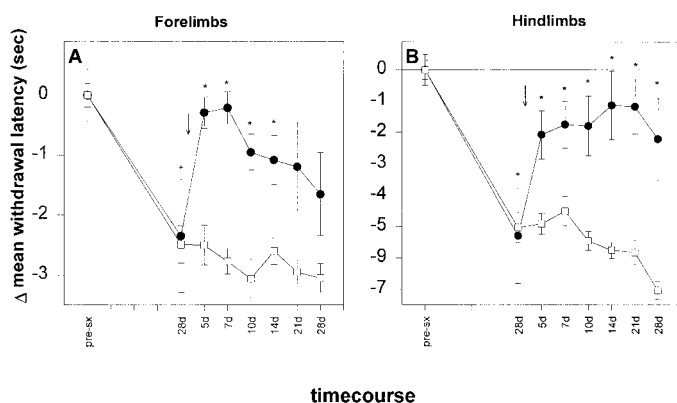 Forelimbs
Hindlimbs
Δ mean withdrawal latency (sec)
A
0
-1
-2
-3
pre-sx
28d
5d
7d
10d
14d
21d
28d
B
0
-1
-2
-3
-4
-5
-9
-7
pre-sx
28d
5d
7d
10d
14d
21d
28d
timecourse